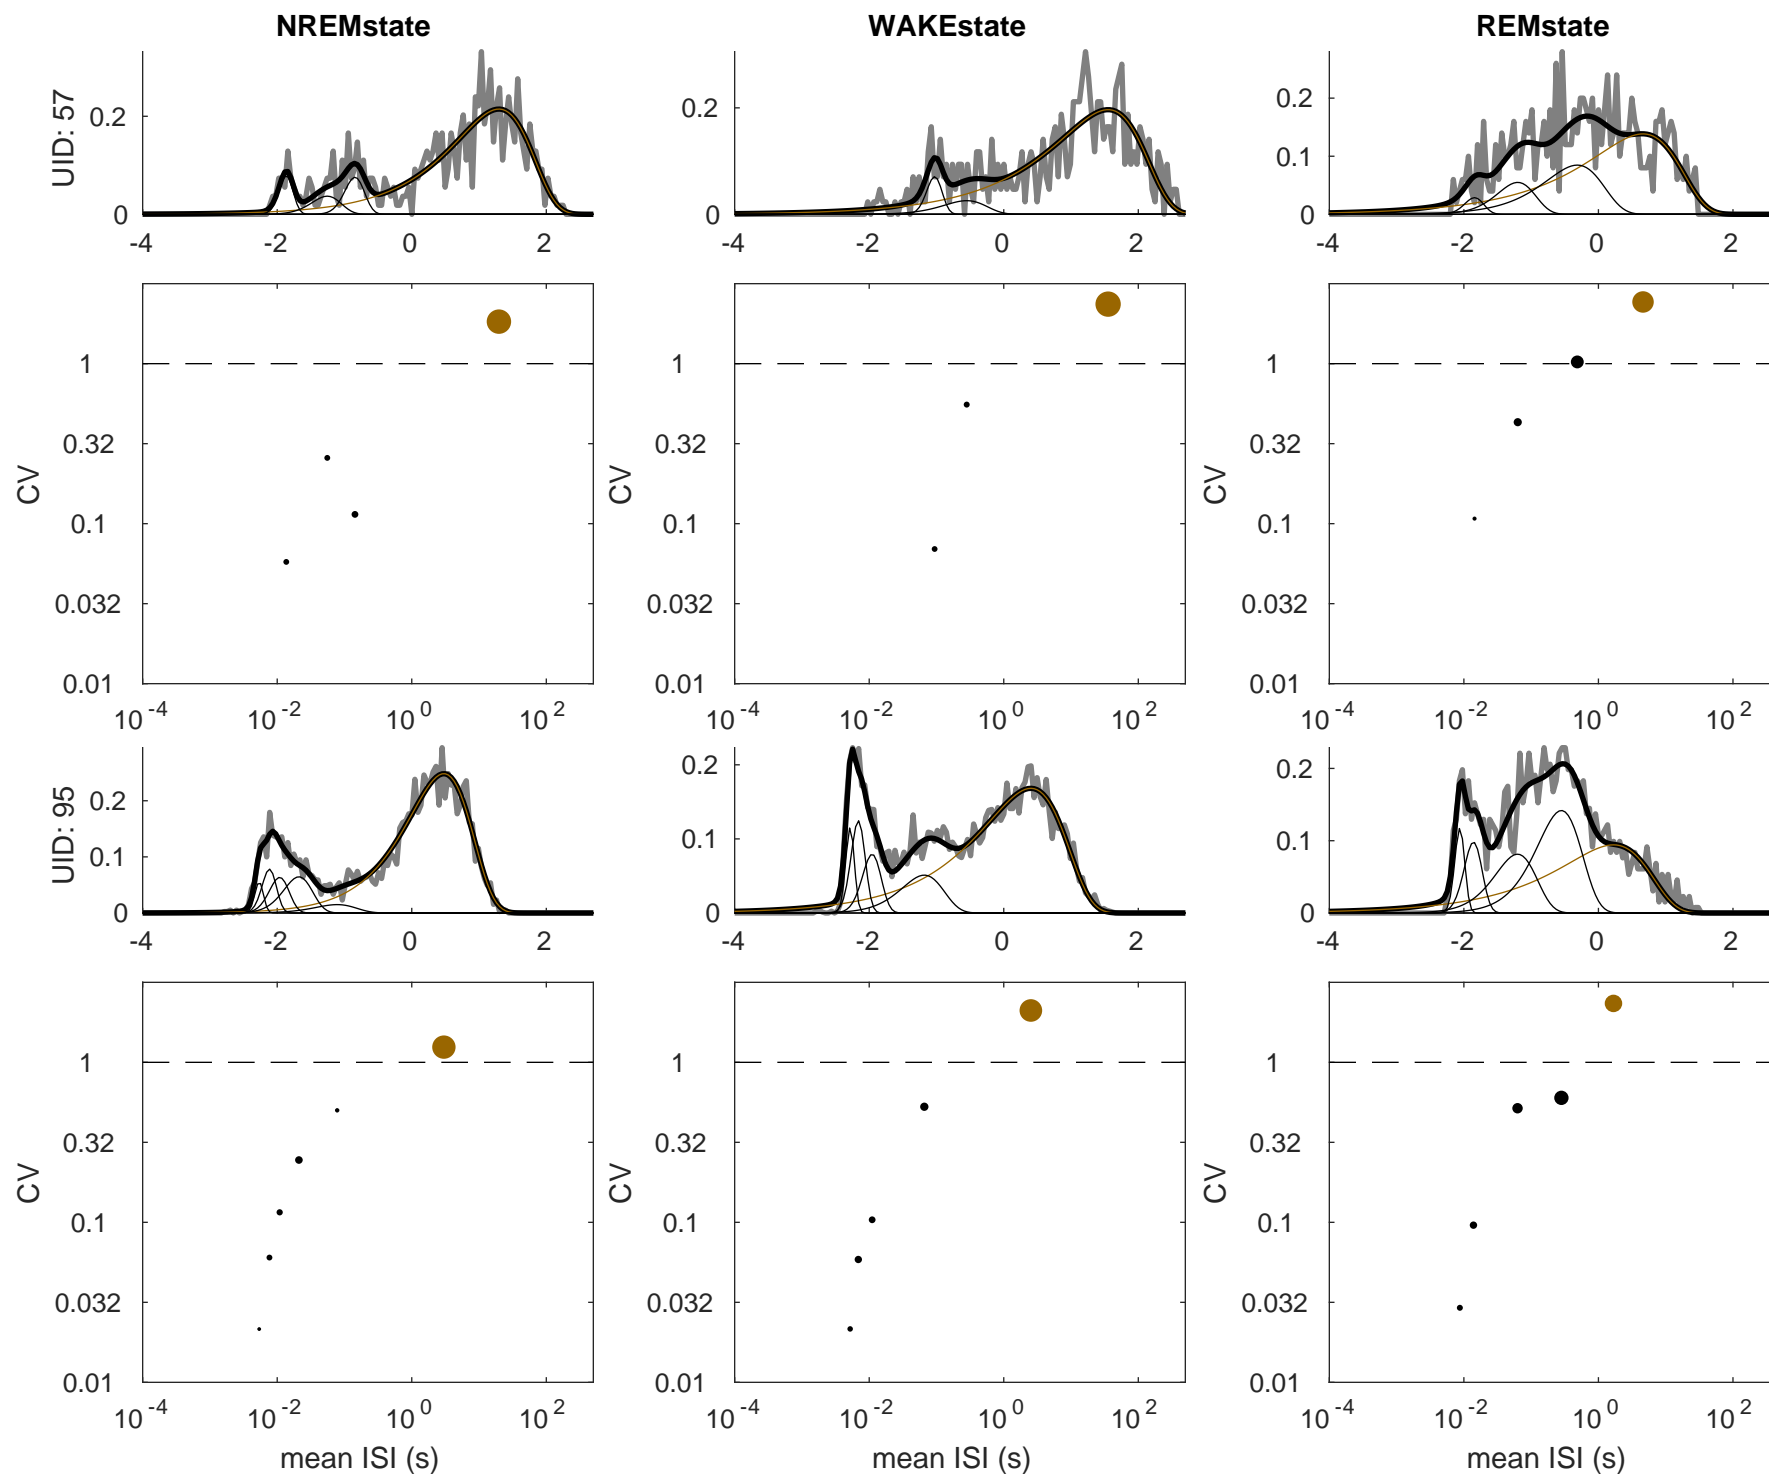 NREMstate WAKEstate REMstate
UID: 57
0.2 0.2 0.2
0.1
0 0 0
-4 -2 0 2 -4 -2 0 2 -4 -2 0 2
CV CV CV
1 1 1
0.32 0.32 0.32
0.1 0.1 0.1
0.032 0.032 0.032
0.01 0.01 0.01
10^-4 10^-2 10^0 10^2 10^-4 10^-2 10^0 10^2 10^-4 10^-2 10^0 10^2
UID: 95
0.2 0.2 0.2
0.1 0.1 0.1
0 0 0
-4 -2 0 2 -4 -2 0 2 -4 -2 0 2
CV CV CV
1 1 1
0.32 0.32 0.32
0.1 0.1 0.1
0.032 0.032 0.032
0.01 0.01 0.01
10^-4 10^-2 10^0 10^2 10^-4 10^-2 10^0 10^2 10^-4 10^-2 10^0 10^2
mean ISI (s) mean ISI (s) mean ISI (s)